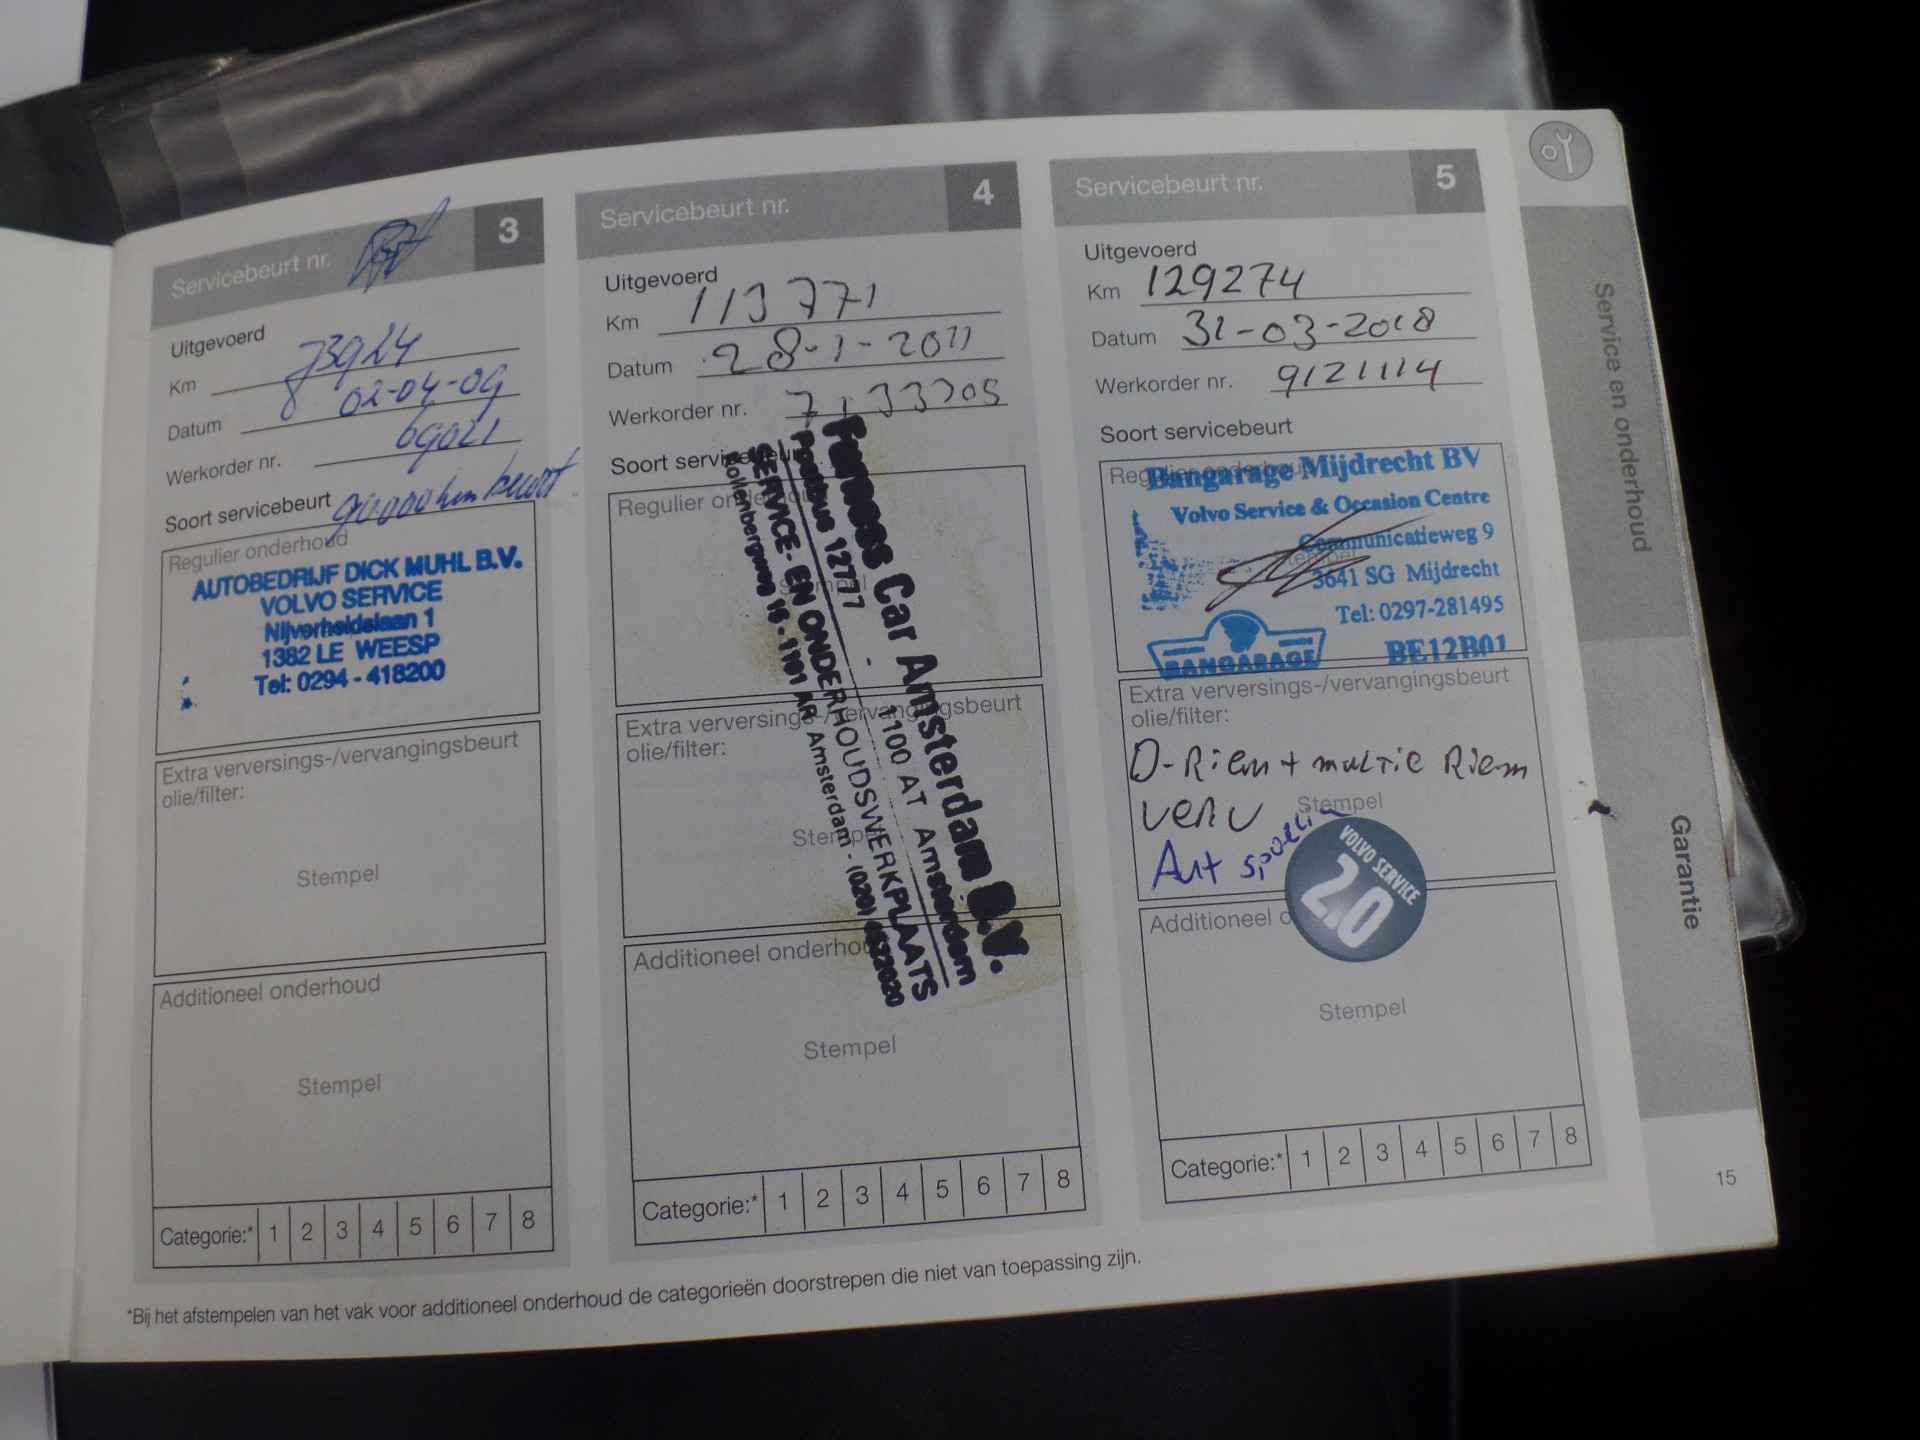 Servicebeurt nr. 3
Uitgevoerd
Km 83924
Datum 02-04-09
Werkorder nr. 69021
Soort servicebeurt 90000 km beurt
Regulier onderhoud
AUTOBEDRIJF DICK MUHL B.V.
VOLVO SERVICE
Nijverheidslaan 1
1382 LE WEESP
Tel: 0294 - 418200
Extra verversings-/vervangingsbeurt
olie/filter:
Stempel
Additioneel onderhoud
Stempel
Categorie:* 1 2 3 4 5 6 7 8
Servicebeurt nr. 4
Uitgevoerd
Km 113771
Datum 28-1-2011
Werkorder nr.
Soort servicebeurt
Regulier onderhoud
Stempel
Car Amsterdam B.V.
Postbus 12777 - 1100 AT Amsterdam
SERVICE- EN ONDERHOUDSWERKPLAATS
1101 AR Amsterdam - (020)
Extra verversings-/vervangingsbeurt
olie/filter:
Stempel
Additioneel onderhoud
Stempel
Categorie:* 1 2 3 4 5 6 7 8
Servicebeurt nr. 5
Uitgevoerd
Km 129274
Datum 31-03-2018
Werkorder nr. 9121114
Soort servicebeurt
Regulier onderhoud
Bangarage Mijdrecht BV
Volvo Service & Occasion Centre
Communicatieweg 9
Stempel
3641 SG Mijdrecht
Tel: 0297-281495
BANGARAGE BE12B01
Extra verversings-/vervangingsbeurt
olie/filter:
D-Riem + multie Riem
Stempel
verv
VOLVO SERVICE
2.0
Additioneel
Stempel
Categorie:* 1 2 3 4 5 6 7 8
*Bij het afstempelen van het vak voor additioneel onderhoud de categorieën doorstrepen die niet van toepassing zijn.
Service en onderhoud
Garantie
15